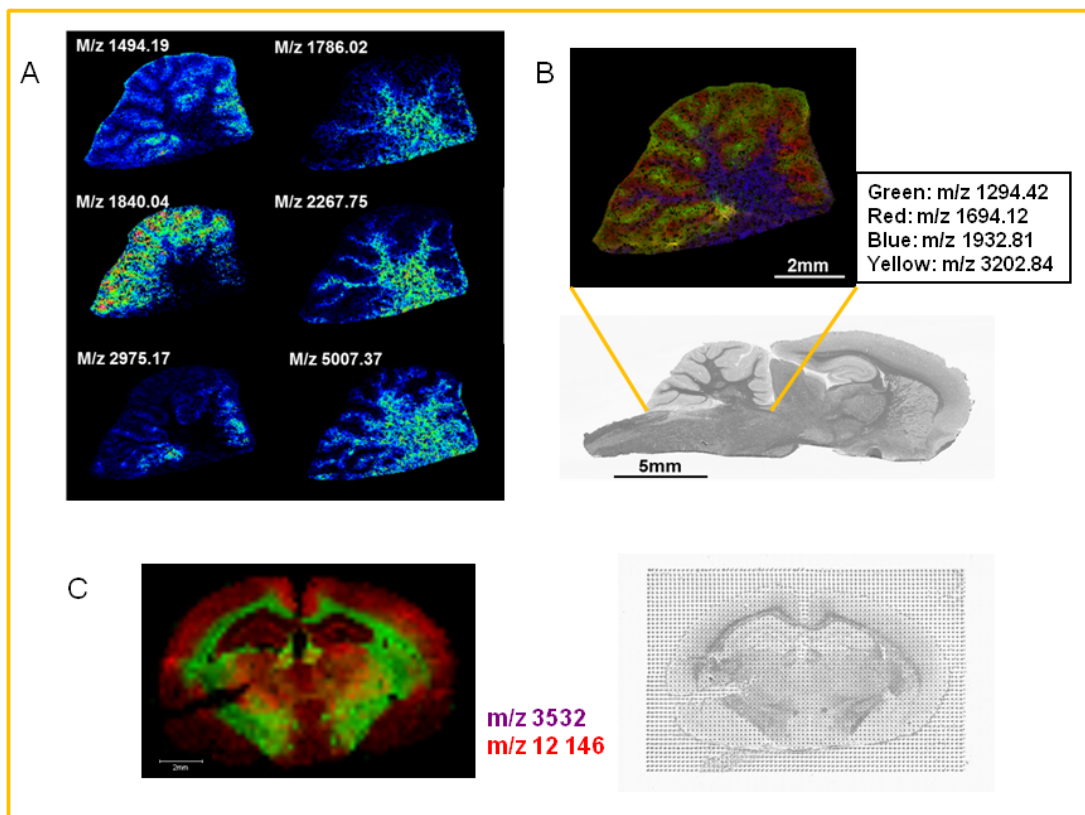 A
M/z 1494.19
M/z 1786.02
M/z 1840.04
M/z 2267.75
M/z 2975.17
M/z 5007.37
B
2mm
Green: m/z 1294.42
Red: m/z 1694.12
Blue: m/z 1932.81
Yellow: m/z 3202.84
5mm
C
2mm
m/z 3532
m/z 12 146